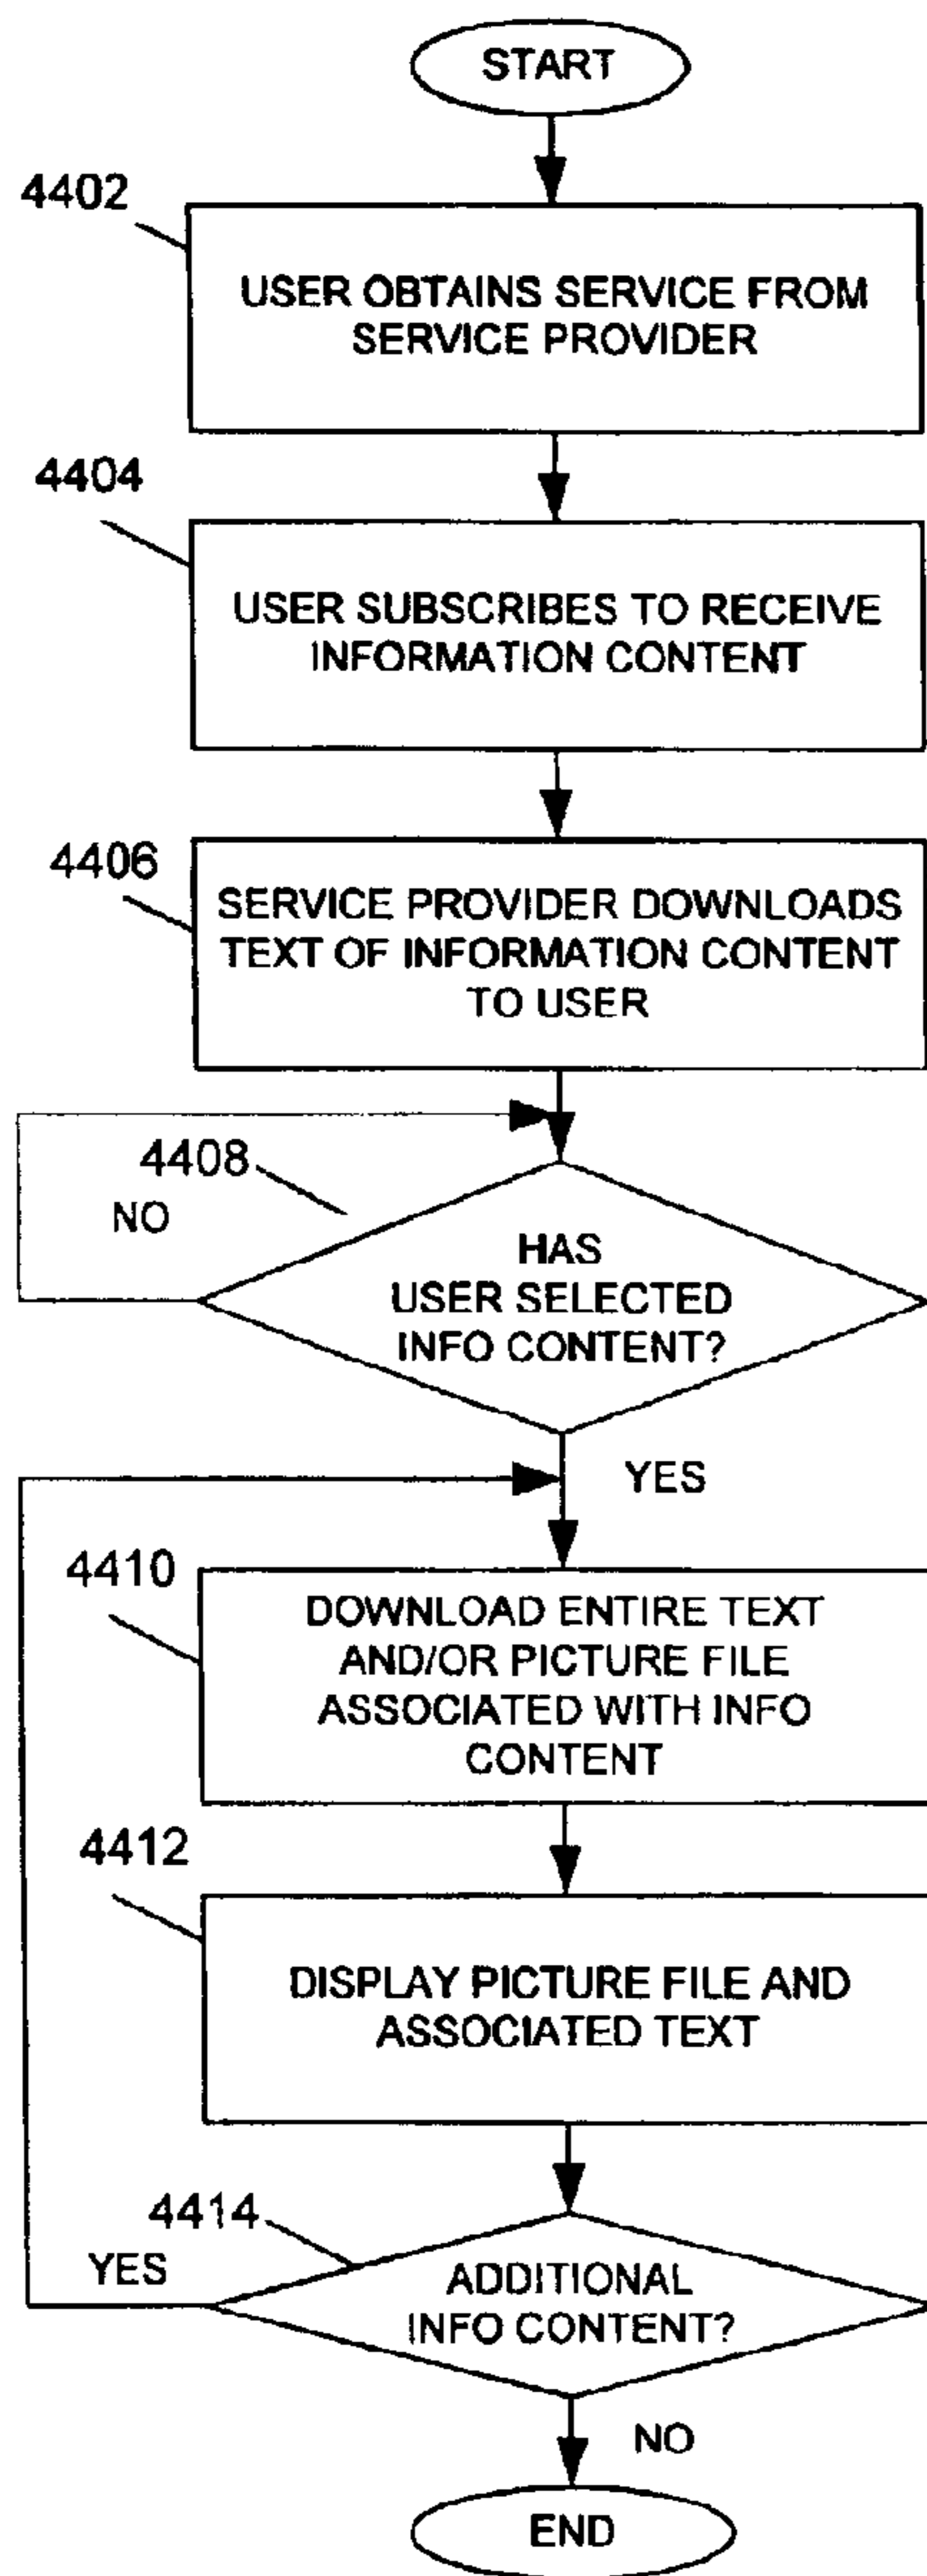 START
4402
USER OBTAINS SERVICE FROM
SERVICE PROVIDER
4404
USER SUBSCRIBES TO RECEIVE
INFORMATION CONTENT
4406
SERVICE PROVIDER DOWNLOADS
TEXT OF INFORMATION CONTENT
TO USER
4408
NO
HAS
USER SELECTED
INFO CONTENT?
YES
4410
DOWNLOAD ENTIRE TEXT
AND/OR PICTURE FILE
ASSOCIATED WITH INFO
CONTENT
4412
DISPLAY PICTURE FILE AND
ASSOCIATED TEXT
4414
YES
ADDITIONAL
INFO CONTENT?
NO
END